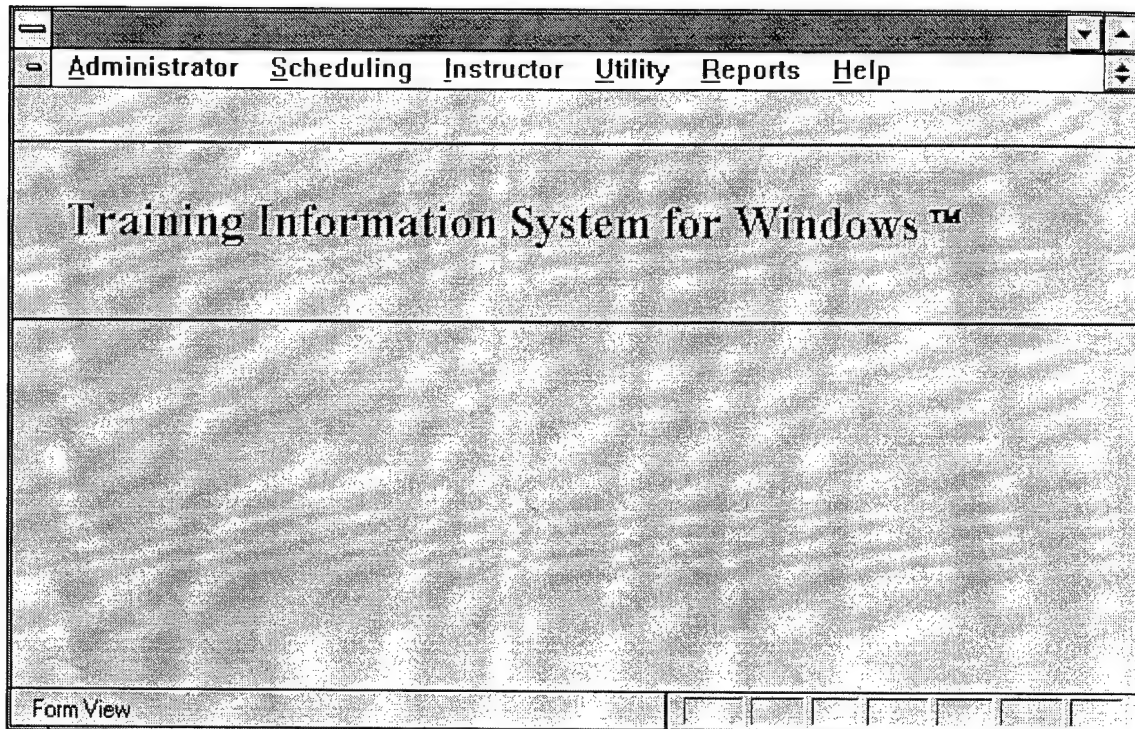 Administrator Scheduling Instructor Utility Reports Help
Training Information System for Windows™
Form View